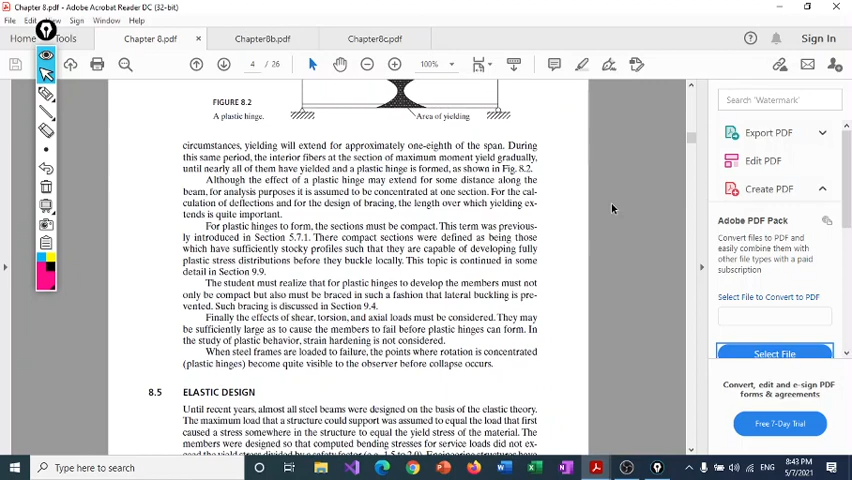 Chapter 8.pdf - Adobe Acrobat Reader DC (32-bit)
File Edit View Sign Window Help
Home Tools Chapter 8.pdf × Chapter8b.pdf Chapter8c.pdf Sign In
4 / 26 100%
FIGURE 8.2
A plastic hinge.
Area of yielding
circumstances, yielding will extend for approximately one-eighth of the span. During
this same period, the interior fibers at the section of maximum moment yield gradually,
until nearly all of them have yielded and a plastic hinge is formed, as shown in Fig. 8.2.
Although the effect of a plastic hinge may extend for some distance along the
beam, for analysis purposes it is assumed to be concentrated at one section. For the cal-
culation of deflections and for the design of bracing, the length over which yielding ex-
tends is quite important.
For plastic hinges to form, the sections must be compact. This term was previous-
ly introduced in Section 5.7.1. There compact sections were defined as being those
which have sufficiently stocky profiles such that they are capable of developing fully
plastic stress distributions before they buckle locally. This topic is continued in some
detail in Section 9.9.
The student must realize that for plastic hinges to develop the members must not
only be compact but also must be braced in such a fashion that lateral buckling is pre-
vented. Such bracing is discussed in Section 9.4.
Finally the effects of shear, torsion, and axial loads must be considered. They may
be sufficiently large as to cause the members to fail before plastic hinges can form. In
the study of plastic behavior, strain hardening is not considered.
When steel frames are loaded to failure, the points where rotation is concentrated
(plastic hinges) become quite visible to the observer before collapse occurs.
8.5 ELASTIC DESIGN
Until recent years, almost all steel beams were designed on the basis of the elastic theory.
The maximum load that a structure could support was assumed to equal the load that first
caused a stress somewhere in the structure to equal the yield stress of the material. The
members were designed so that computed bending stresses for service loads did not ex-
ceed the yield stress divided by a safety factor (e.g., 1.5 to 2.0). Engineering structures have
Search 'Watermark'
Export PDF
Edit PDF
Create PDF
Adobe PDF Pack
Convert files to PDF and
easily combine them with
other file types with a paid
subscription
Select File to Convert to PDF
Select File
Convert, edit and e-sign PDF
forms & agreements
Free 7-Day Trial
Type here to search
ENG
8:43 PM
5/7/2021